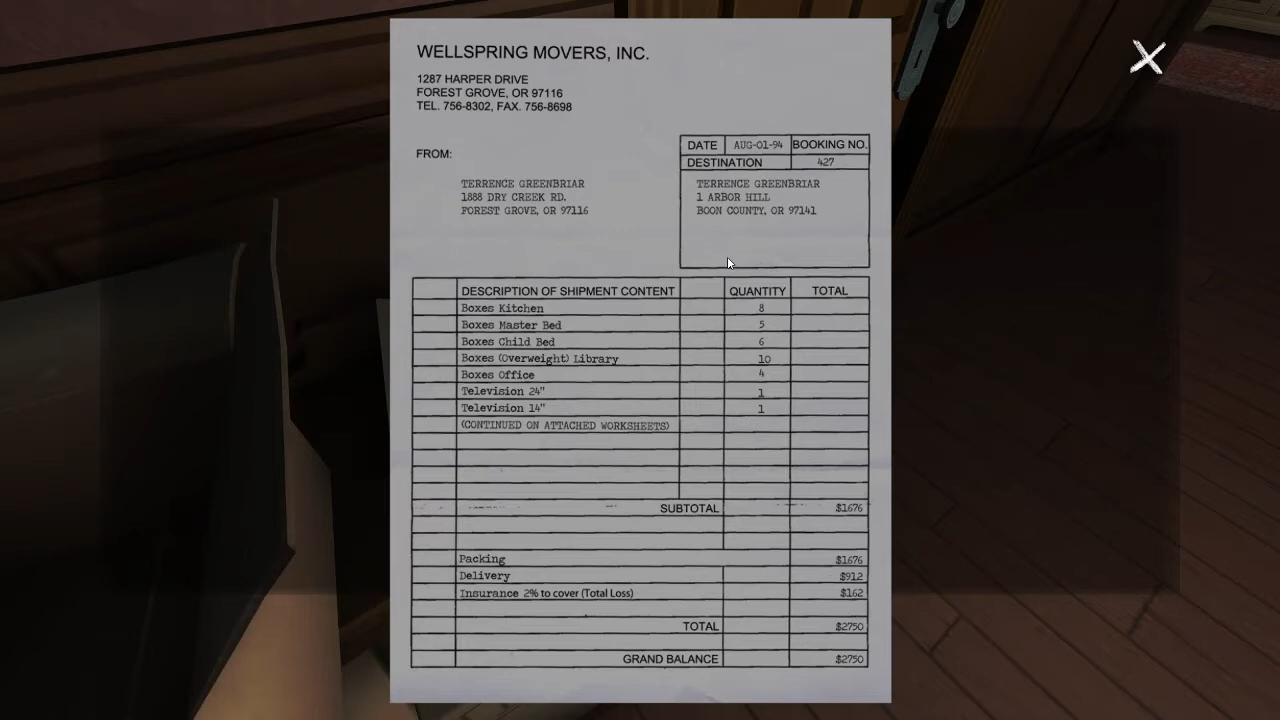 WELLSPRING MOVERS, INC.
1287 HARPER DRIVE
FOREST GROVE, OR 97116
TEL. 756-8302, FAX. 756-8698
FROM:
TERRENCE GREENBRIAR
1888 DRY CREEK RD.
FOREST GROVE, OR 97116
DATE AUG-01-94 BOOKING NO.
DESTINATION 427
TERRENCE GREENBRIAR
1 ARBOR HILL
BOON COUNTY, OR 97141
DESCRIPTION OF SHIPMENT CONTENT QUANTITY TOTAL
Boxes Kitchen 8
Boxes Master Bed 5
Boxes Child Bed 6
Boxes (Overweight) Library 10
Boxes Office 4
Television 24" 1
Television 14" 1
(CONTINUED ON ATTACHED WORKSHEETS)
SUBTOTAL $1676
Packing $1676
Delivery $912
Insurance 2% to cover (Total Loss) $162
TOTAL $2750
GRAND BALANCE $2750